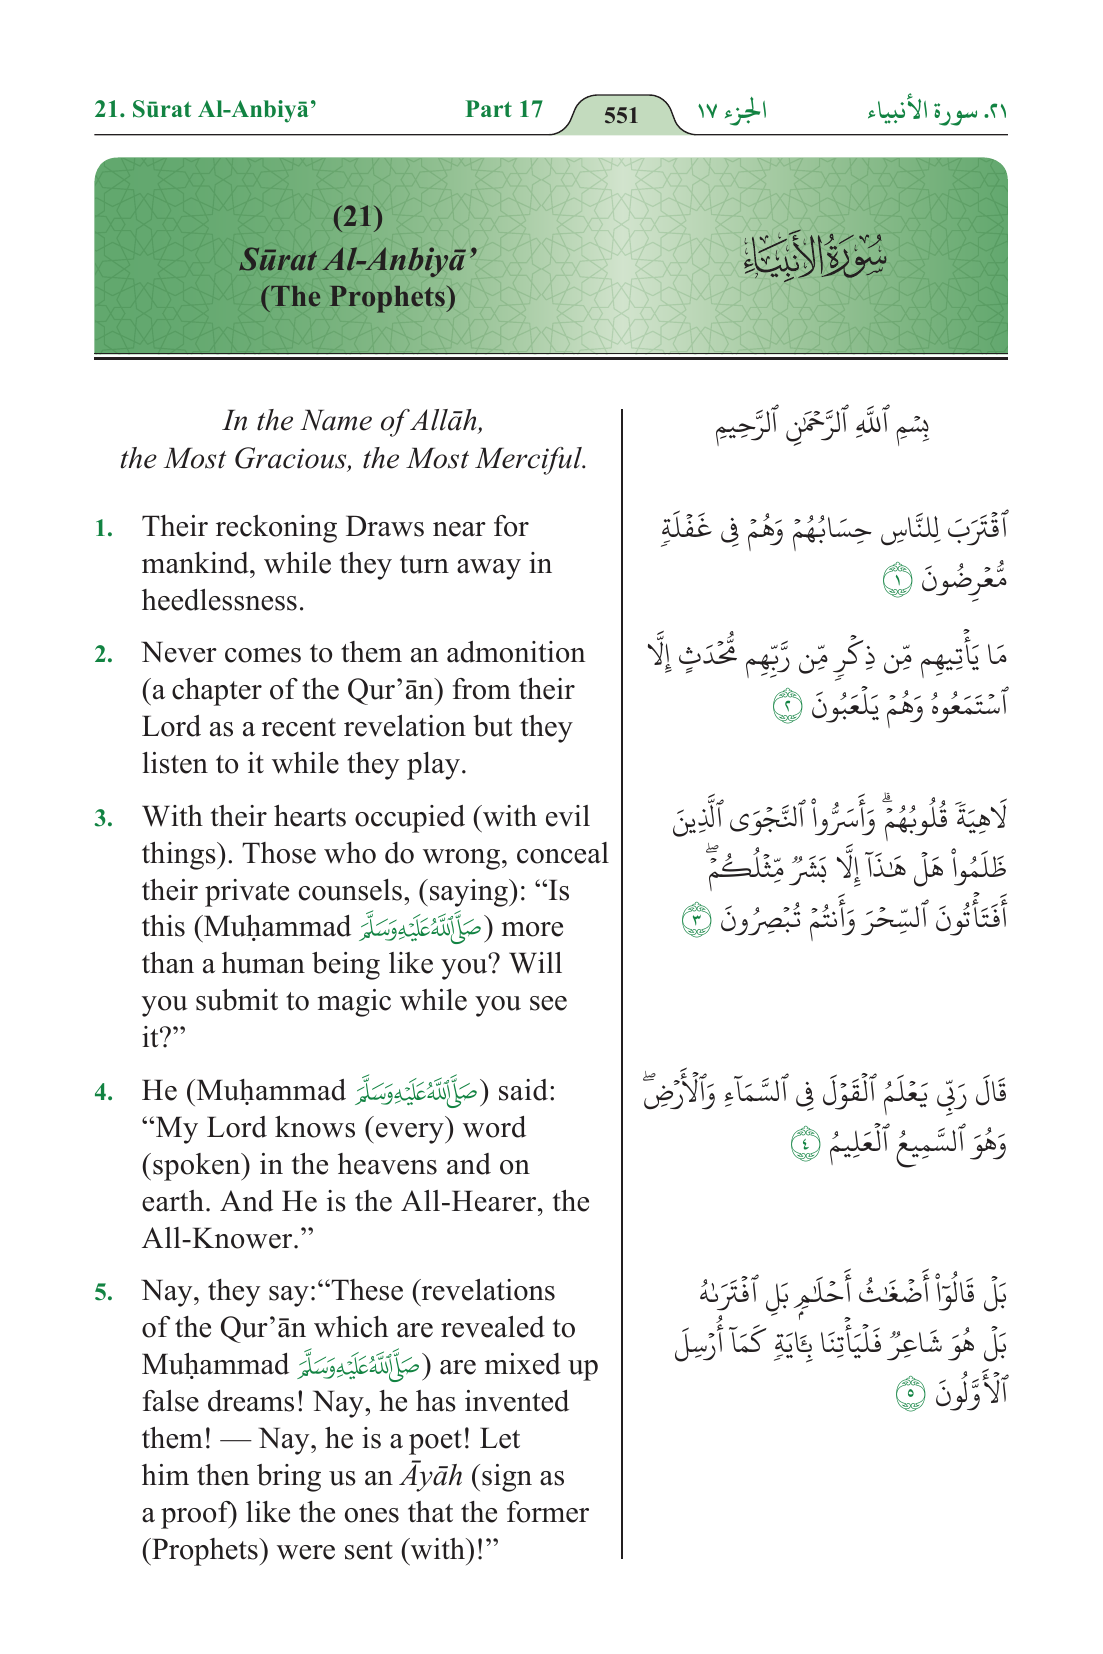 21. Sūrat Al-Anbiyā’ Part 17 551 الجزء ١٧ ٢١. سورة الأنبياء
(21)
Sūrat Al-Anbiyā’
(The Prophets)
سُورَةُ الأَنبِيَاءِ
In the Name of Allāh,
the Most Gracious, the Most Merciful.
1. Their reckoning Draws near for
mankind, while they turn away in
heedlessness.
2. Never comes to them an admonition
(a chapter of the Qur’ān) from their
Lord as a recent revelation but they
listen to it while they play.
3. With their hearts occupied (with evil
things). Those who do wrong, conceal
their private counsels, (saying): “Is
this (Muḥammad صَلَّى اللَّهُ عَلَيْهِ وَسَلَّمَ) more
than a human being like you? Will
you submit to magic while you see
it?”
4. He (Muḥammad صَلَّى اللَّهُ عَلَيْهِ وَسَلَّمَ) said:
“My Lord knows (every) word
(spoken) in the heavens and on
earth. And He is the All-Hearer, the
All-Knower.”
5. Nay, they say:“These (revelations
of the Qur’ān which are revealed to
Muḥammad صَلَّى اللَّهُ عَلَيْهِ وَسَلَّمَ) are mixed up
false dreams! Nay, he has invented
them! — Nay, he is a poet! Let
him then bring us an Āyāh (sign as
a proof) like the ones that the former
(Prophets) were sent (with)!”
بِسۡمِ ٱللَّهِ ٱلرَّحۡمَٰنِ ٱلرَّحِيمِ
ٱقۡتَرَبَ لِلنَّاسِ حِسَابُهُمۡ وَهُمۡ فِي غَفۡلَةٖ
مُّعۡرِضُونَ ١
مَا يَأۡتِيهِم مِّن ذِكۡرٖ مِّن رَّبِّهِم مُّحۡدَثٍ إِلَّا
ٱسۡتَمَعُوهُ وَهُمۡ يَلۡعَبُونَ ٢
لَاهِيَةٗ قُلُوبُهُمۡۗ وَأَسَرُّواْ ٱلنَّجۡوَى ٱلَّذِينَ
ظَلَمُواْ هَلۡ هَٰذَآ إِلَّا بَشَرٞ مِّثۡلُكُمۡۖ
أَفَتَأۡتُونَ ٱلسِّحۡرَ وَأَنتُمۡ تُبۡصِرُونَ ٣
قَالَ رَبِّي يَعۡلَمُ ٱلۡقَوۡلَ فِي ٱلسَّمَآءِ وَٱلۡأَرۡضِۖ
وَهُوَ ٱلسَّمِيعُ ٱلۡعَلِيمُ ٤
بَلۡ قَالُوٓاْ أَضۡغَٰثُ أَحۡلَٰمِۭ بَلِ ٱفۡتَرَىٰهُ
بَلۡ هُوَ شَاعِرٞ فَلۡيَأۡتِنَا بِـَٔايَةٖ كَمَآ أُرۡسِلَ
ٱلۡأَوَّلُونَ ٥